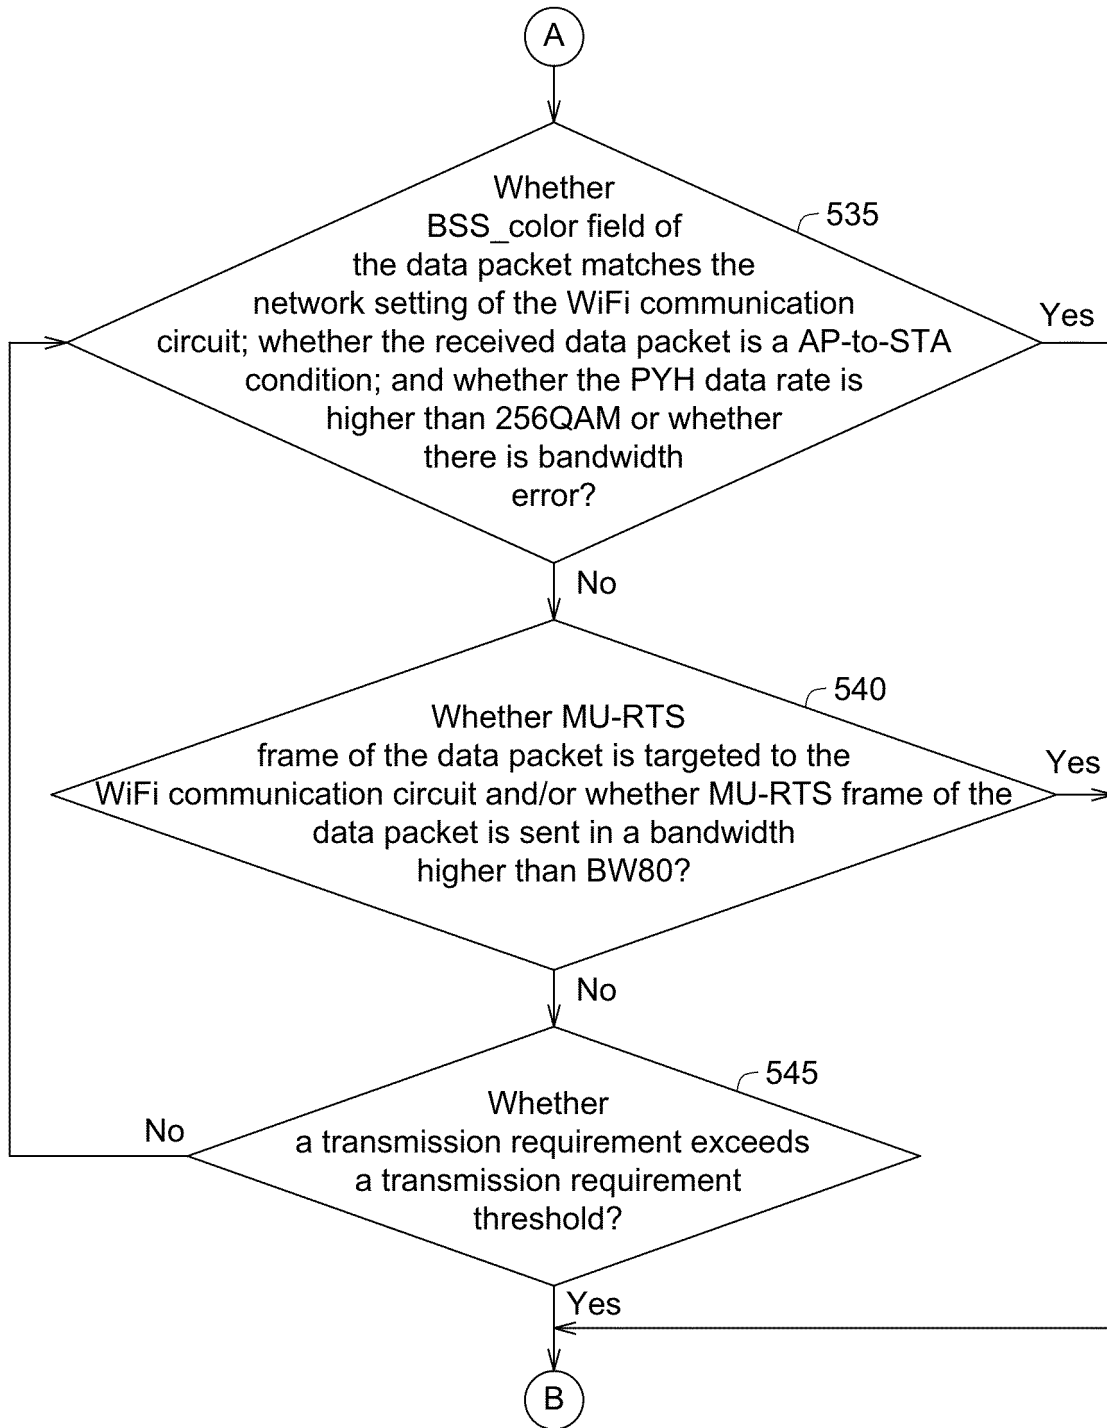 A
Whether
BSS_color field of
the data packet matches the
network setting of the WiFi communication
circuit; whether the received data packet is a AP-to-STA
condition; and whether the PYH data rate is
higher than 256QAM or whether
there is bandwidth
error?
535
Yes
No
Whether MU-RTS
frame of the data packet is targeted to the
WiFi communication circuit and/or whether MU-RTS frame of the
data packet is sent in a bandwidth
higher than BW80?
540
Yes
No
Whether
a transmission requirement exceeds
a transmission requirement
threshold?
545
No
Yes
B